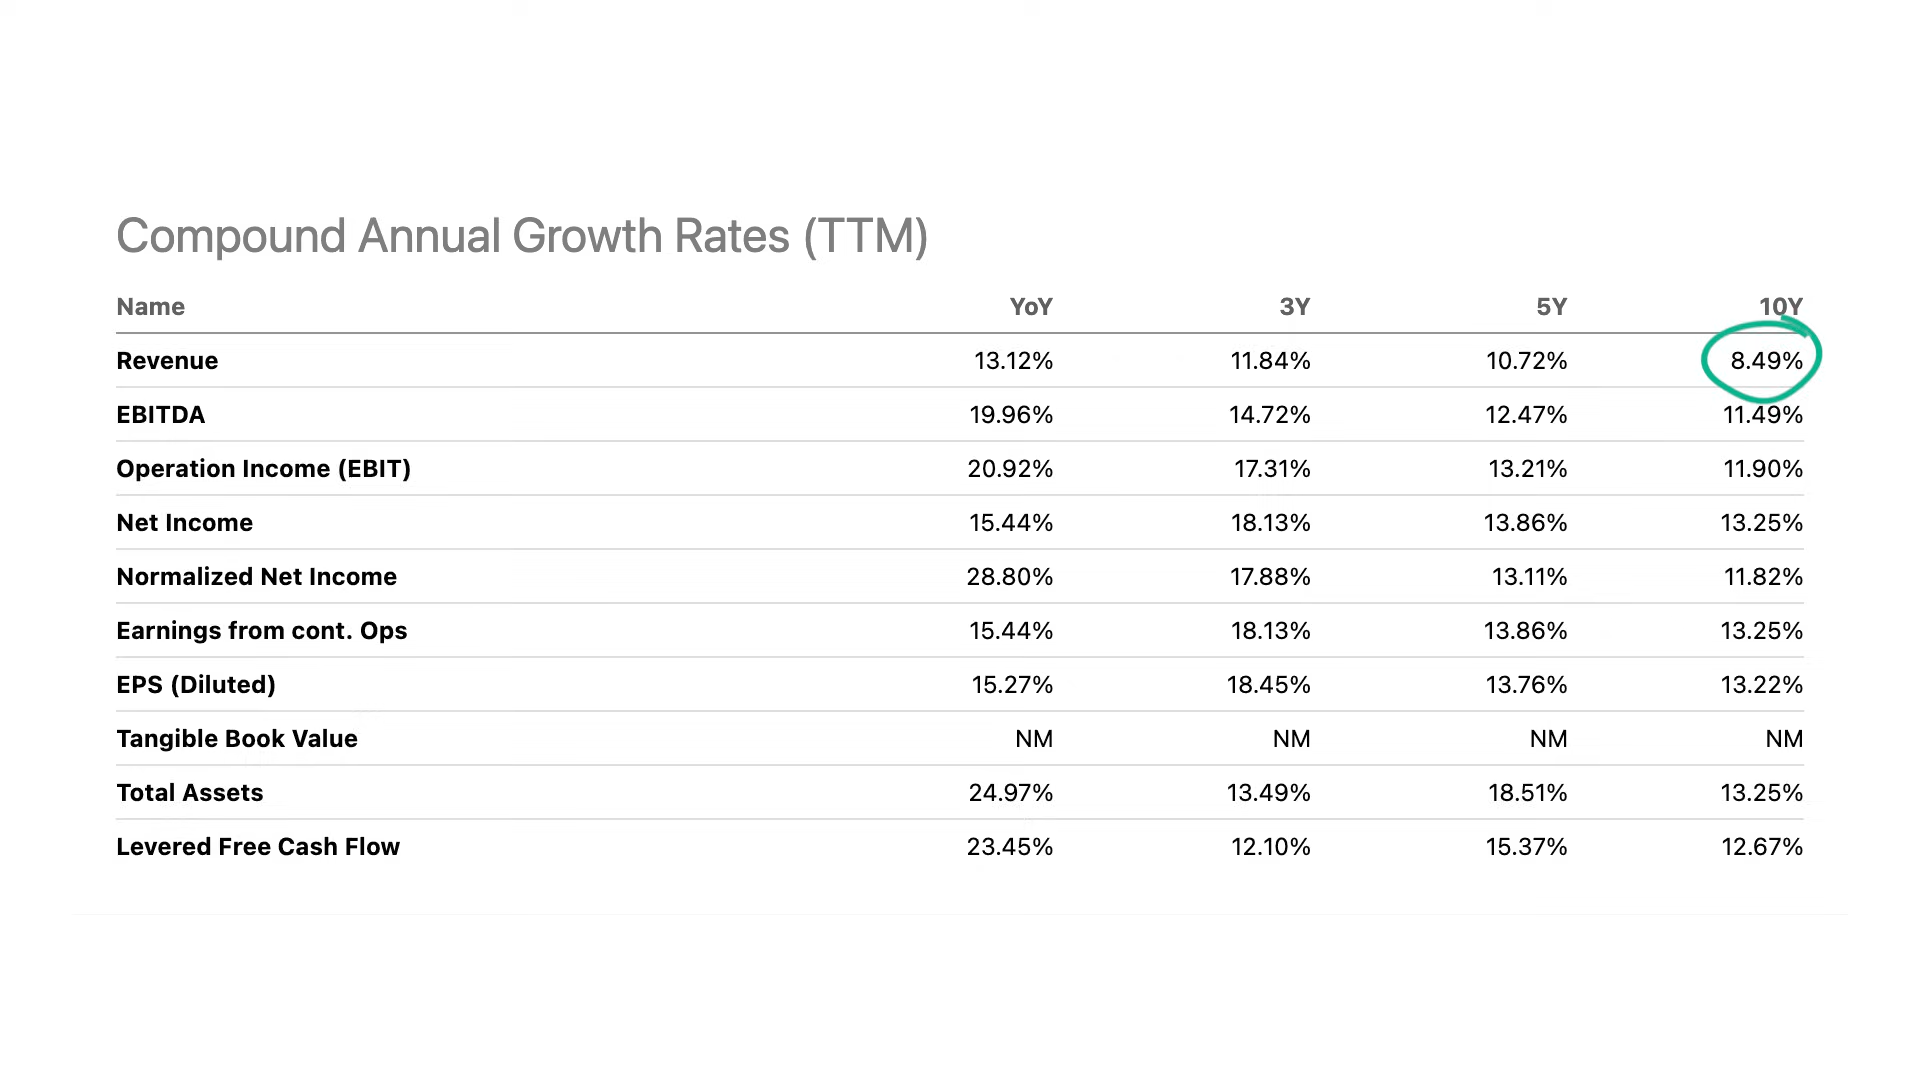 Compound Annual Growth Rates (TTM)
Name YoY 3Y 5Y 10Y
Revenue 13.12% 11.84% 10.72% 8.49%
EBITDA 19.96% 14.72% 12.47% 11.49%
Operation Income (EBIT) 20.92% 17.31% 13.21% 11.90%
Net Income 15.44% 18.13% 13.86% 13.25%
Normalized Net Income 28.80% 17.88% 13.11% 11.82%
Earnings from cont. Ops 15.44% 18.13% 13.86% 13.25%
EPS (Diluted) 15.27% 18.45% 13.76% 13.22%
Tangible Book Value NM NM NM NM
Total Assets 24.97% 13.49% 18.51% 13.25%
Levered Free Cash Flow 23.45% 12.10% 15.37% 12.67%